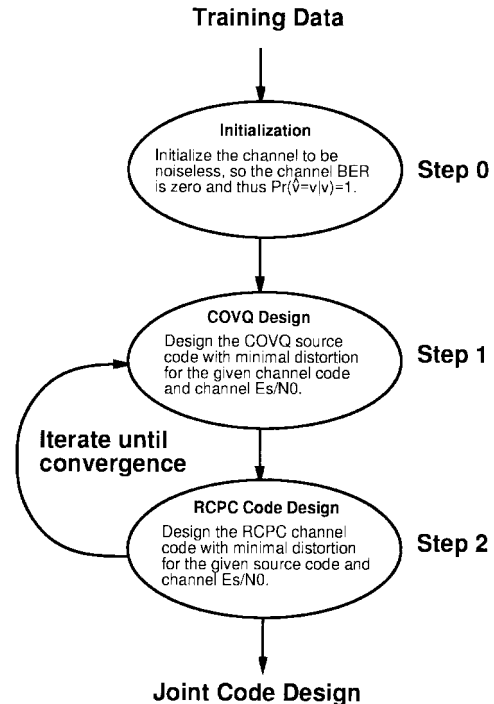 Training Data
Initialization
Initialize the channel to be
noiseless, so the channel BER
is zero and thus Pr(v̂=v|v)=1.
Step 0
COVQ Design
Design the COVQ source
code with minimal distortion
for the given channel code
and channel Es/N0.
Step 1
Iterate until
convergence
RCPC Code Design
Design the RCPC channel
code with minimal distortion
for the given source code and
channel Es/N0.
Step 2
Joint Code Design